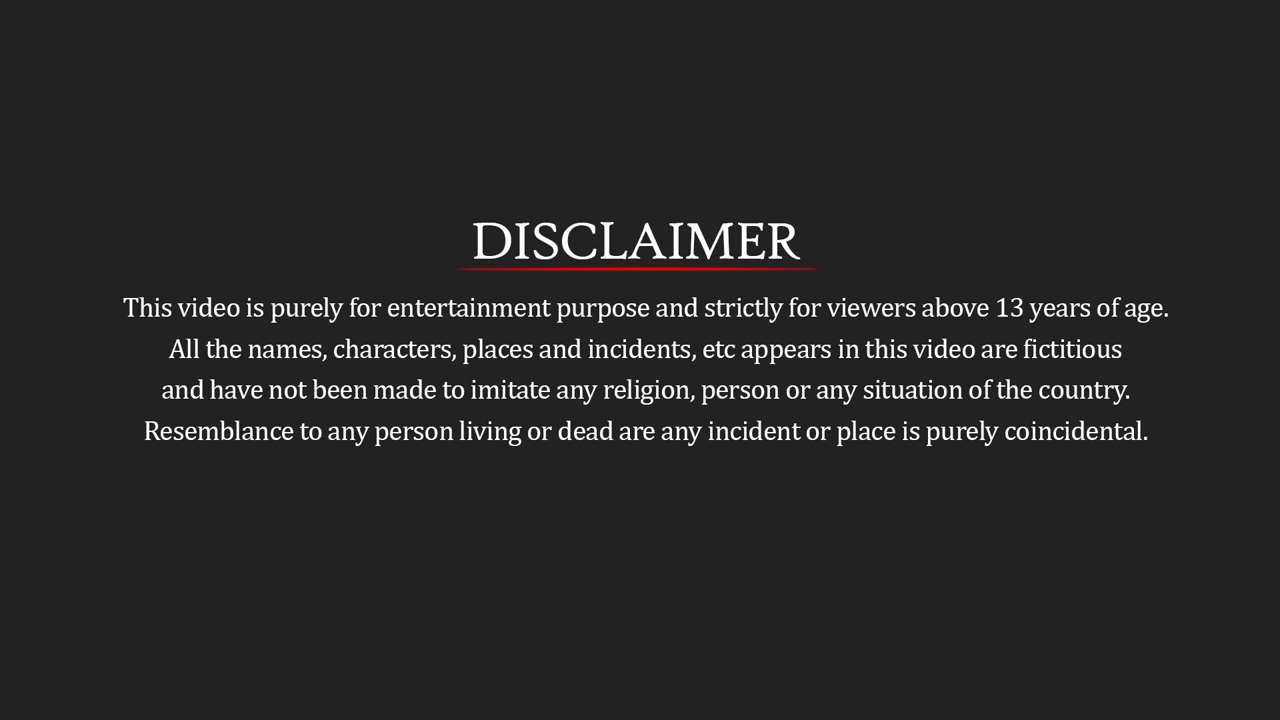 DISCLAIMER
This video is purely for entertainment purpose and strictly for viewers above 13 years of age.
All the names, characters, places and incidents, etc appears in this video are fictitious
and have not been made to imitate any religion, person or any situation of the country.
Resemblance to any person living or dead are any incident or place is purely coincidental.